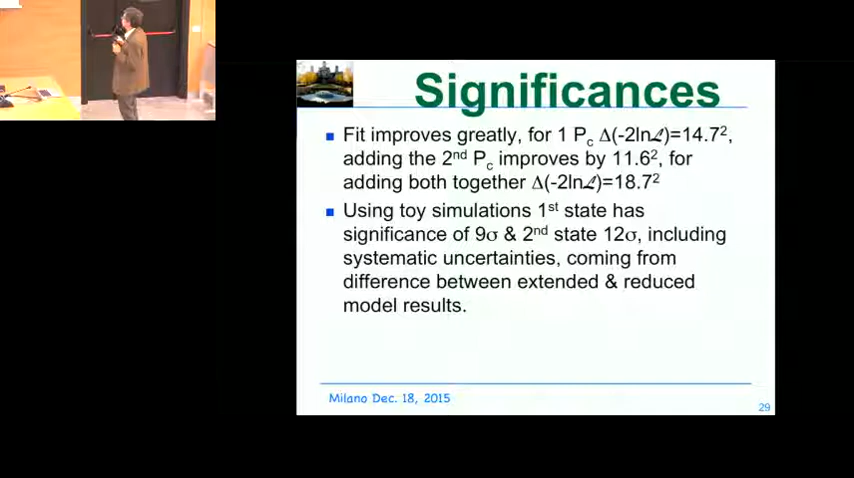 Significances
Fit improves greatly, for 1 P꜀ Δ(-2lnℒ)=14.7²,
adding the 2ⁿᵈ P꜀ improves by 11.6², for
adding both together Δ(-2lnℒ)=18.7²
Using toy simulations 1ˢᵗ state has
significance of 9σ & 2ⁿᵈ state 12σ, including
systematic uncertainties, coming from
difference between extended & reduced
model results.
Milano Dec. 18, 2015
29